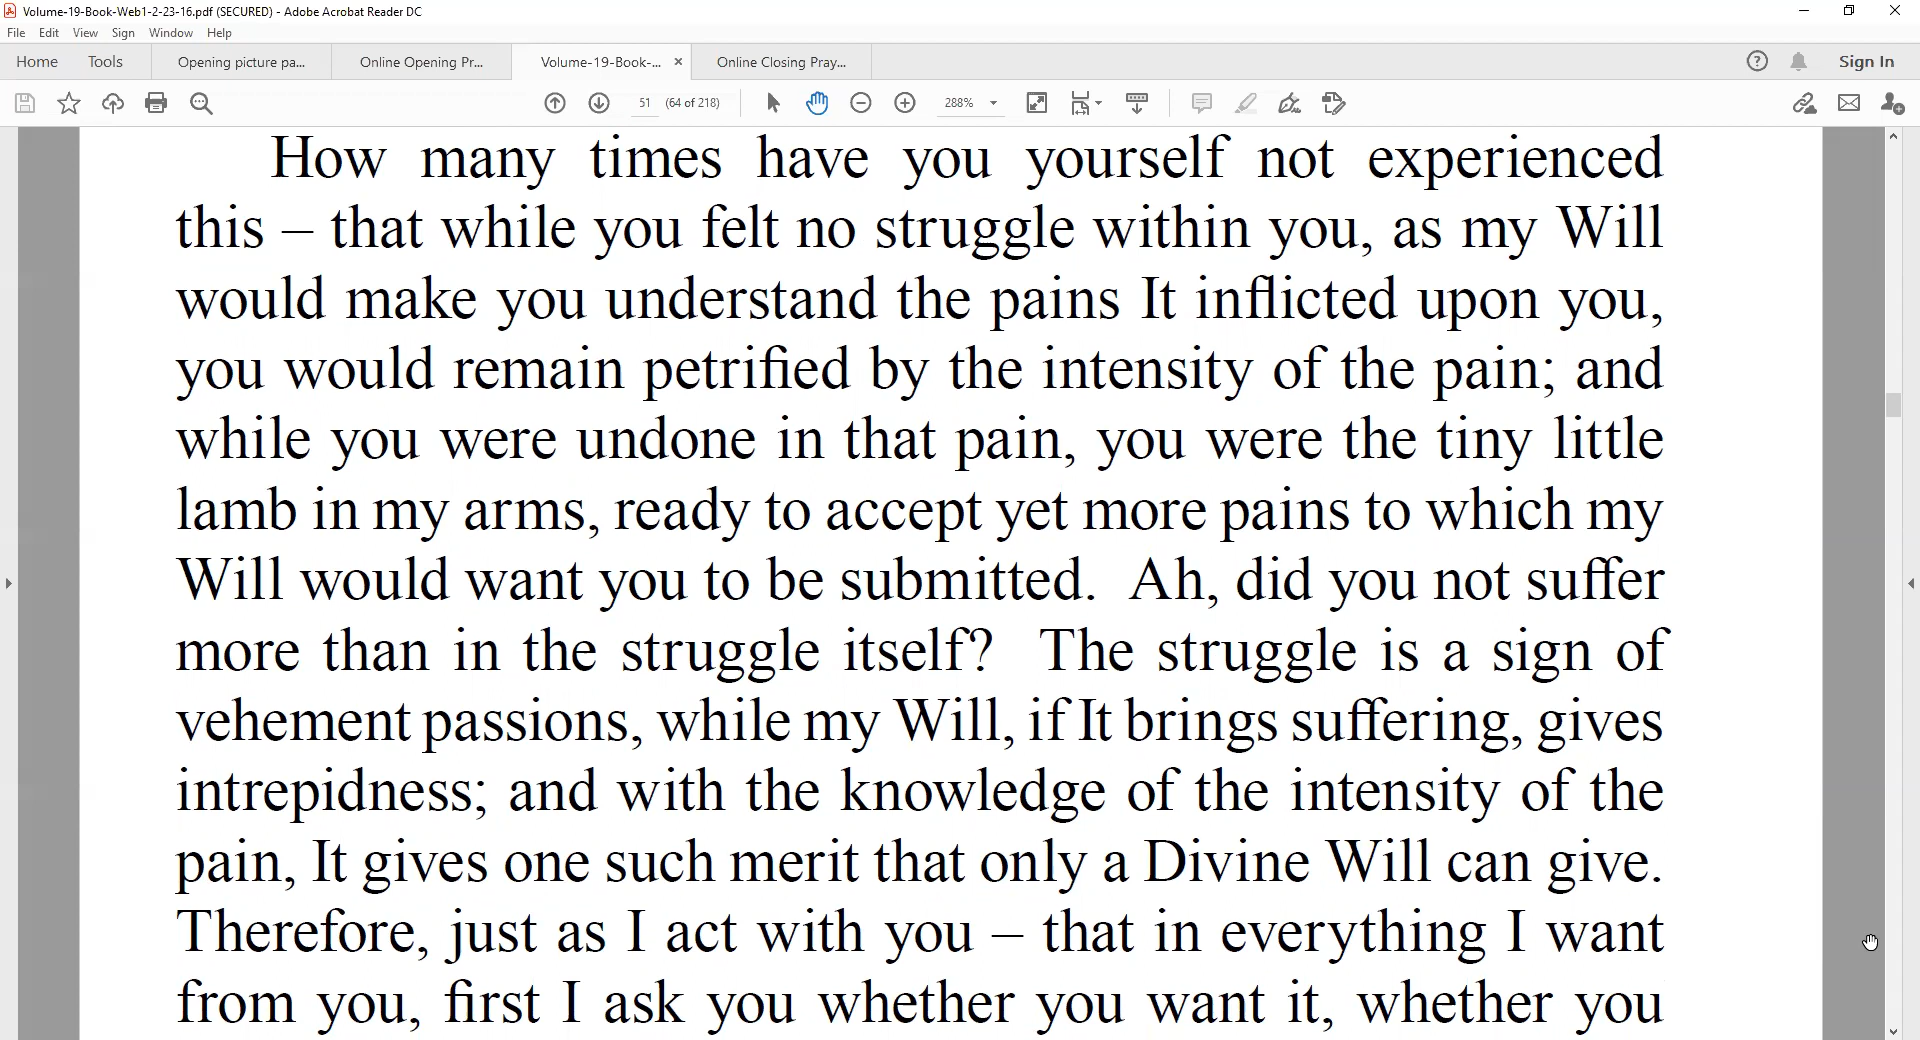 Volume-19-Book-Web1-2-23-16.pdf (SECURED) - Adobe Acrobat Reader DC
File Edit View Sign Window Help
Home Tools Opening picture pa... Online Opening Pr... Volume-19-Book-... × Online Closing Pray... Sign In
51 (64 of 218) 288%
How many times have you yourself not experienced
this – that while you felt no struggle within you, as my Will
would make you understand the pains It inflicted upon you,
you would remain petrified by the intensity of the pain; and
while you were undone in that pain, you were the tiny little
lamb in my arms, ready to accept yet more pains to which my
Will would want you to be submitted. Ah, did you not suffer
more than in the struggle itself? The struggle is a sign of
vehement passions, while my Will, if It brings suffering, gives
intrepidness; and with the knowledge of the intensity of the
pain, It gives one such merit that only a Divine Will can give.
Therefore, just as I act with you – that in everything I want
from you, first I ask you whether you want it, whether you